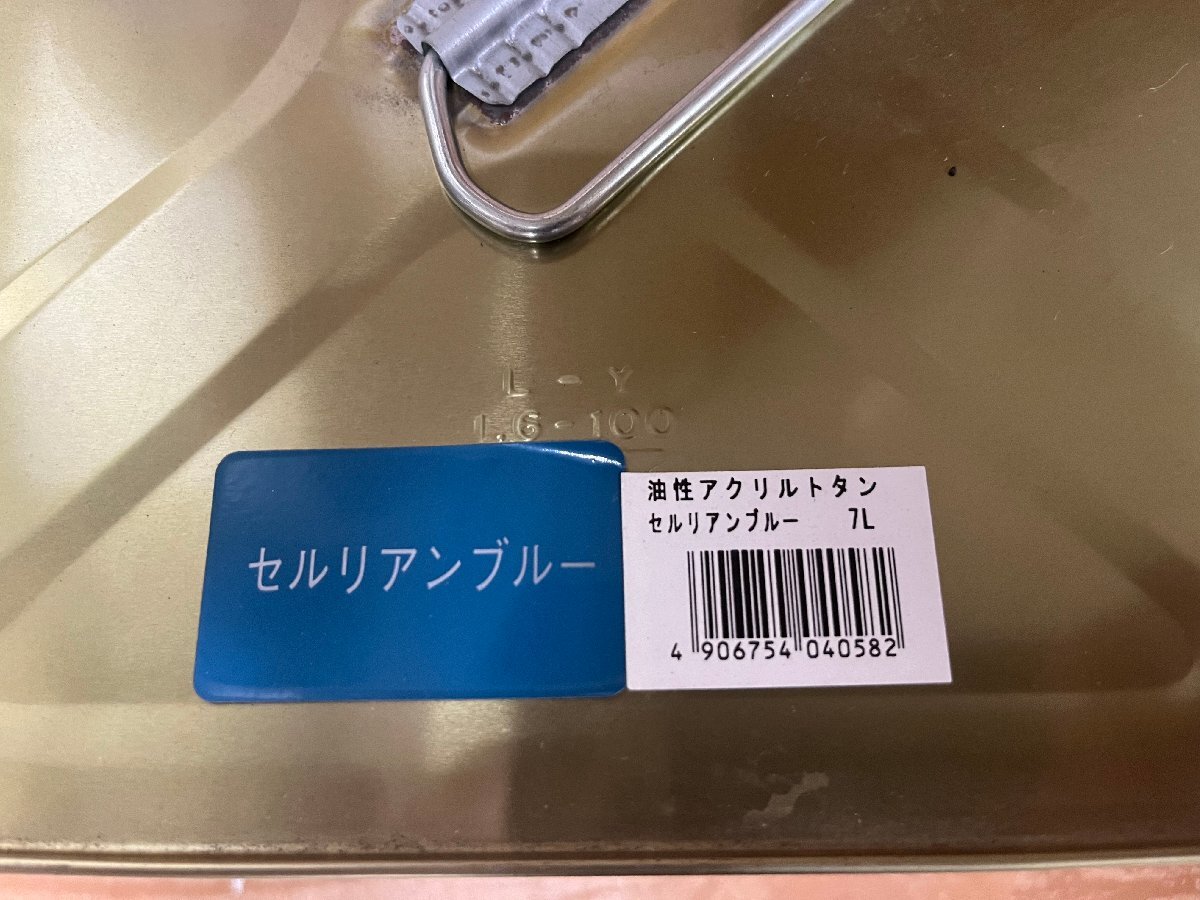 L-Y
1.6-100
セルリアンブルー
油性アクリルトタン
セルリアンブルー 7L
4 906754 040582